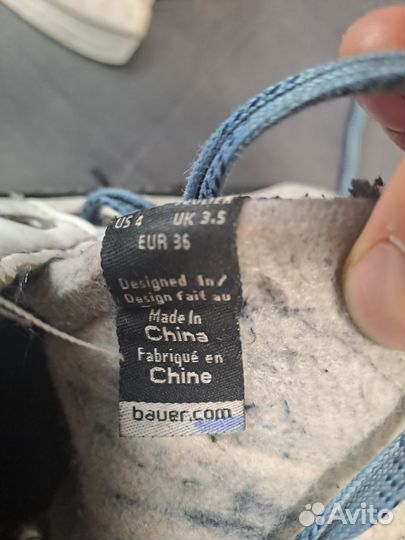 US 4 UK 3.5
EUR 36
Designed In/
Design fait au
Made In
China
Fabriqué en
Chine
bauer.com
Avito